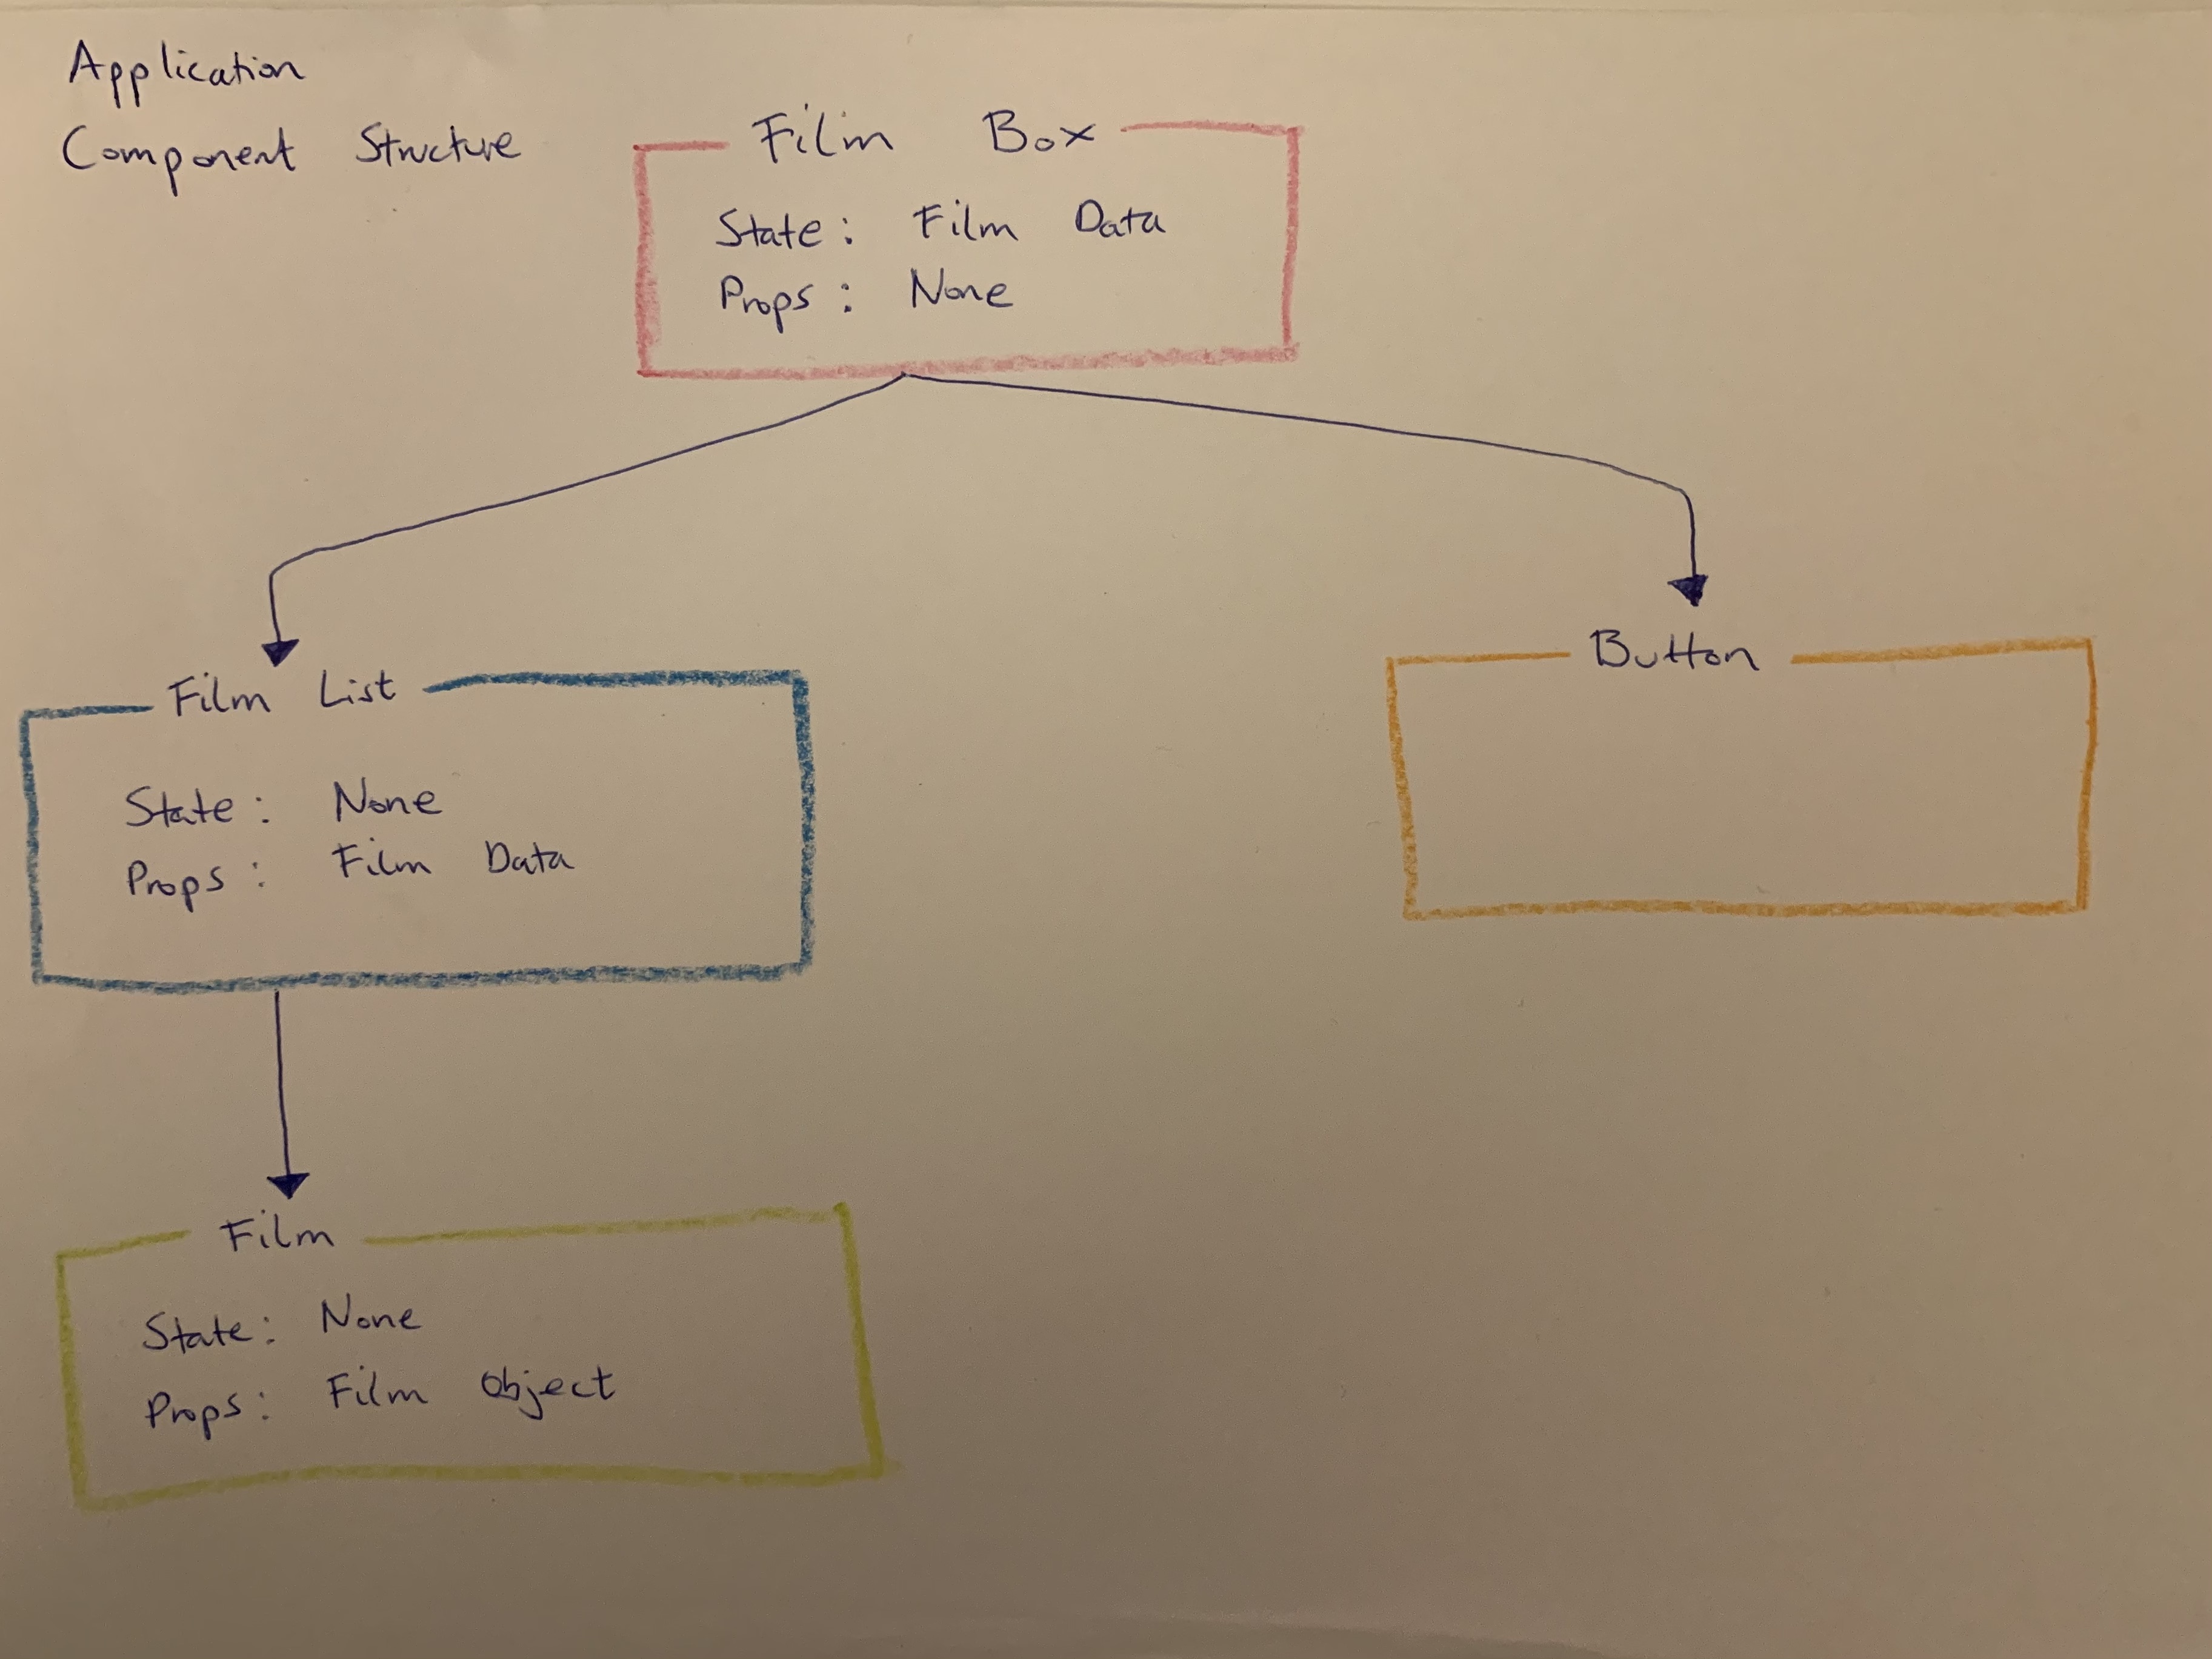 Application
Component Structure
Film Box
State: Film Data
Props: None
Film List
State: None
Props: Film Data
Button
Film
State: None
Props: Film Object